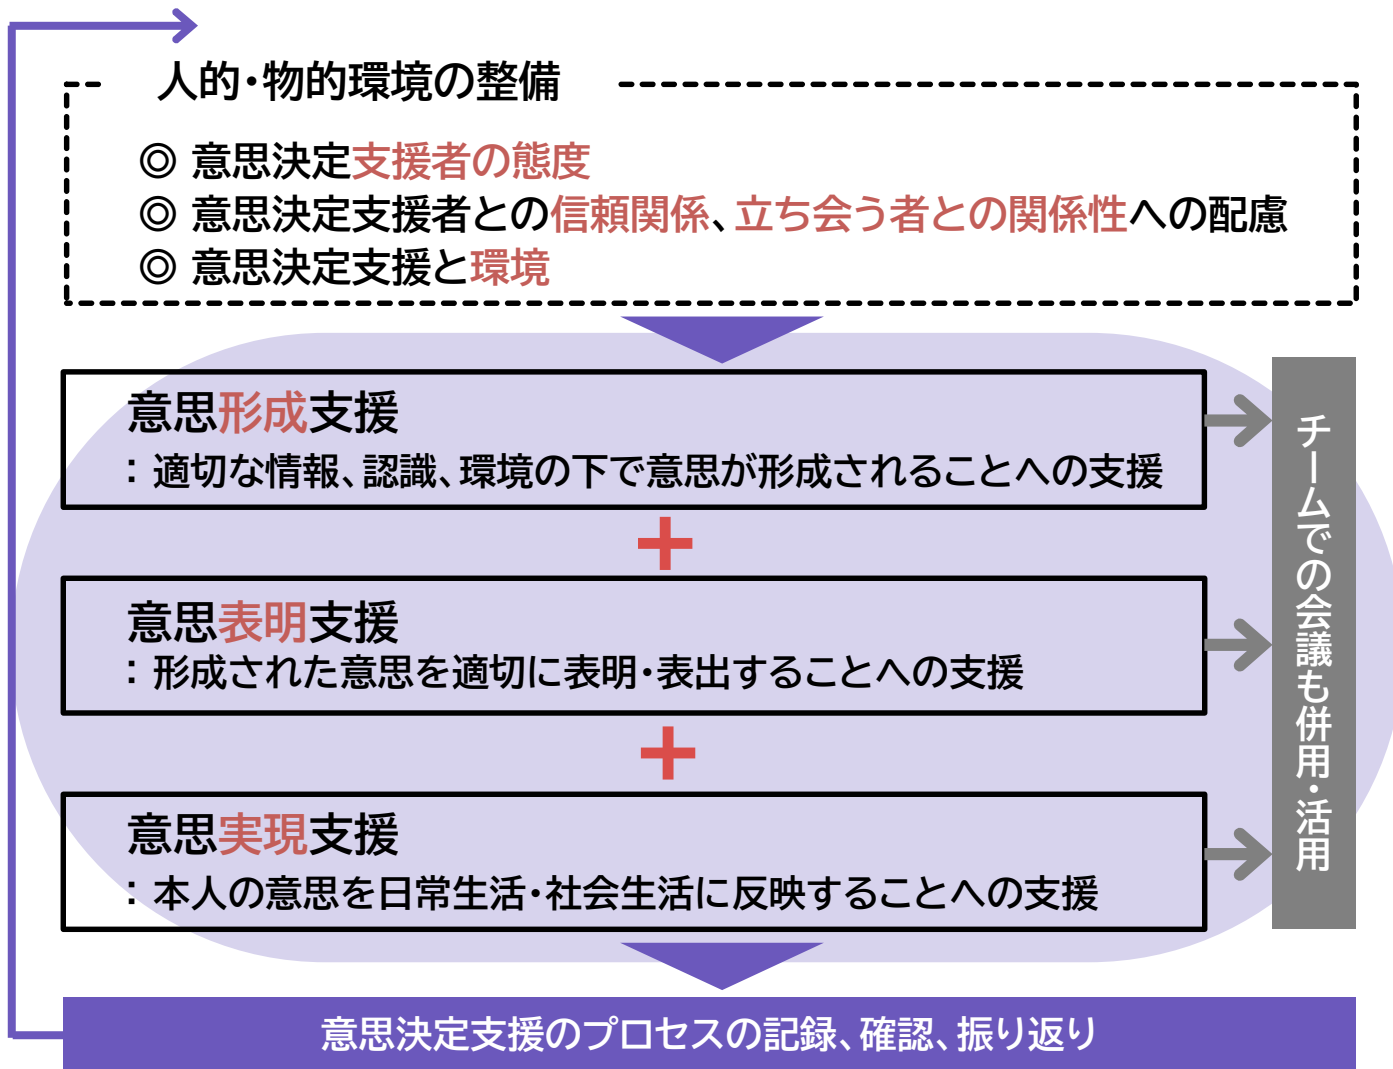 人的・物的環境の整備
◎ 意思決定支援者の態度
◎ 意思決定支援者との信頼関係、立ち会う者との関係性への配慮
◎ 意思決定支援と環境
意思形成支援
：適切な情報、認識、環境の下で意思が形成されることへの支援
+
意思表明支援
：形成された意思を適切に表明・表出することへの支援
+
意思実現支援
：本人の意思を日常生活・社会生活に反映することへの支援
チームでの会議も併用・活用
意思決定支援のプロセスの記録、確認、振り返り